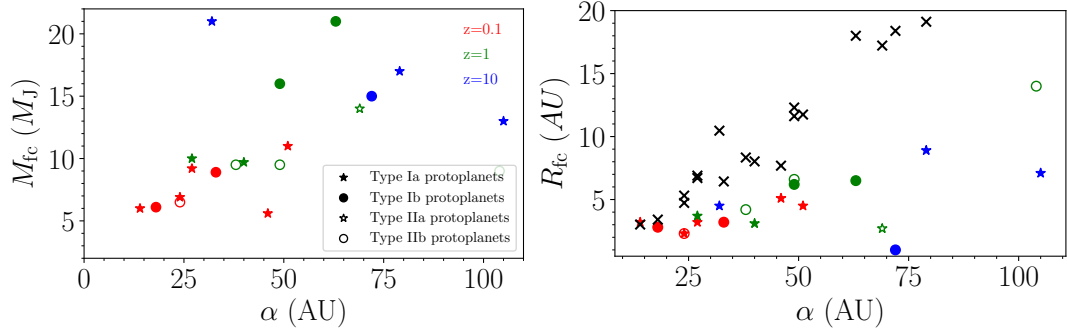 20
15
10
5
0
25
50
75
100
M_fc (M_J)
α (AU)
z=0.1
z=1
z=10
Type Ia protoplanets
Type Ib protoplanets
Type IIa protoplanets
Type IIb protoplanets
20
15
10
5
0
25
50
75
100
R_fc (AU)
α (AU)